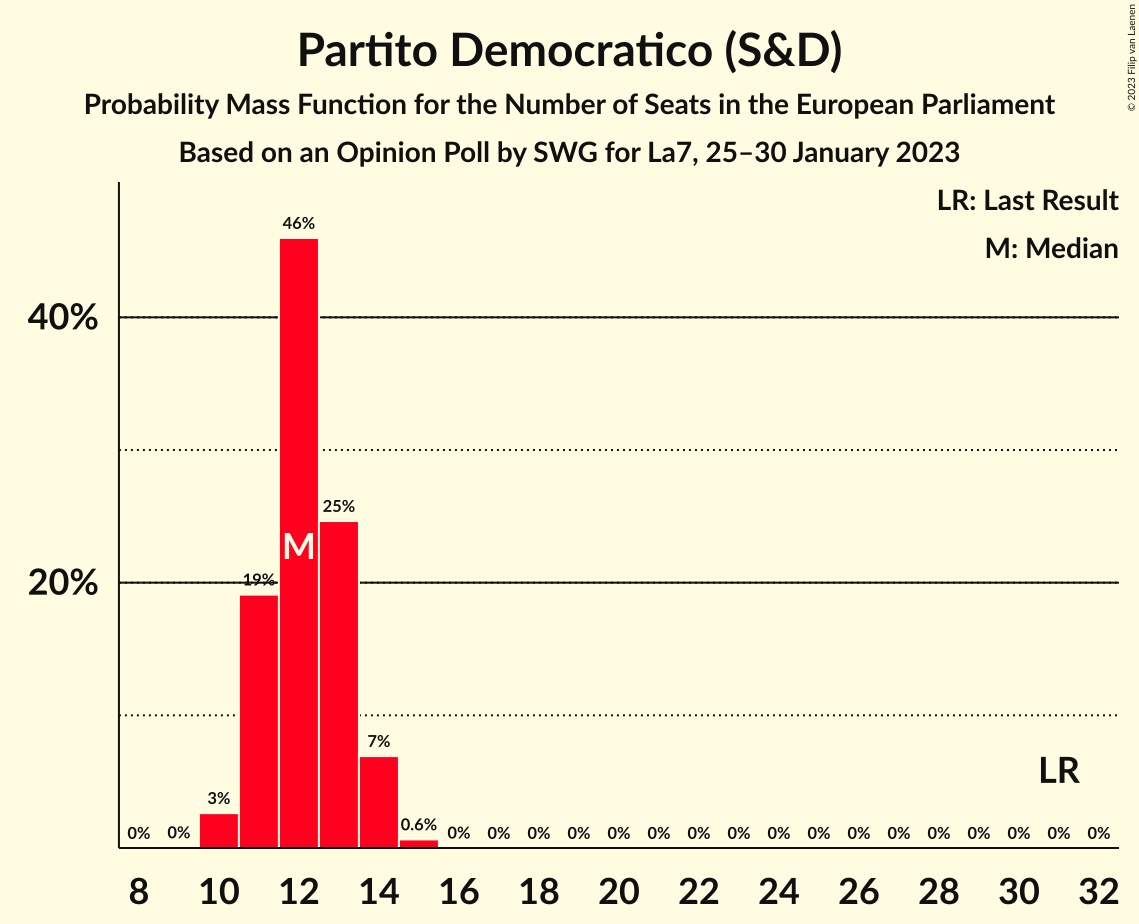 Partito Democratico (S&D)
Probability Mass Function for the Number of Seats in the European Parliament
Based on an Opinion Poll by SWG for La7, 25–30 January 2023
© 2023 Filip van Laenen
LR: Last Result
M: Median
40%
20%
0% 0% 3% 19% 46% 25% 7% 0.6% 0% 0% 0% 0% 0% 0% 0% 0% 0% 0% 0% 0% 0% 0% 0% 0% 0%
M
LR
8 10 12 14 16 18 20 22 24 26 28 30 32